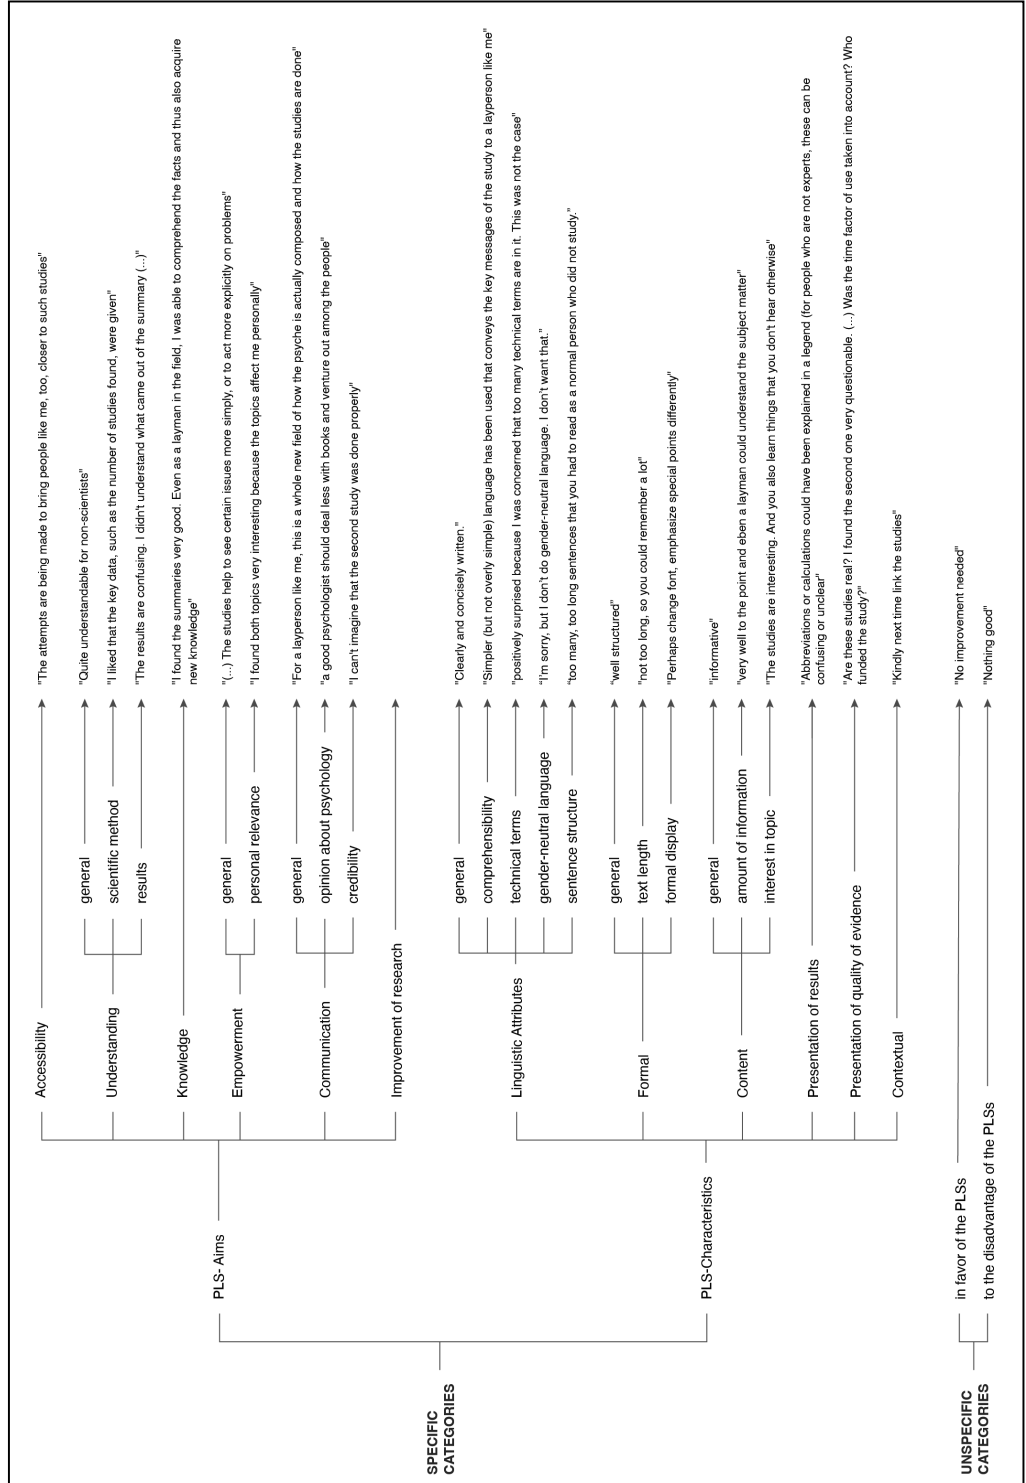 SPECIFIC
CATEGORIES
PLS- Aims
Accessibility
"The attempts are being made to bring people like me, too, closer to such studies"
Understanding
general
"Quite understandable for non-scientists"
scientific method
"I liked that the key data, such as the number of studies found, were given"
results
"The results are confusing. I didn't understand what came out of the summary (...)"
Knowledge
"I found the summaries very good. Even as a layman in the field, I was able to comprehend the facts and thus also acquire
new knowledge"
Empowerment
general
"(...) The studies help to see certain issues more simply, or to act more explicitly on problems"
personal relevance
"I found both topics very interesting because the topics affect me personally"
Communication
general
"For a layperson like me, this is a whole new field of how the psyche is actually composed and how the studies are done"
opinion about psychology
"a good psychologist should deal less with books and venture out among the people"
credibility
"I can't imagine that the second study was done properly"
Improvement of research
PLS-Characteristics
Linguistic Attributes
general
"Clearly and concisely written."
comprehensibility
"Simpler (but not overly simple) language has been used that conveys the key messages of the study to a layperson like me"
technical terms
"positively surprised because I was concerned that too many technical terms are in it. This was not the case"
gender-neutral language
"I'm sorry, but I don't do gender-neutral language. I don't want that."
sentence structure
"too many, too long sentences that you had to read as a normal person who did not study."
Formal
general
"well structured"
text length
"not too long, so you could remember a lot"
formal display
"Perhaps change font, emphasize special points differently"
Content
general
"informative"
amount of information
"very well to the point and eben a layman could understand the subject matter"
interest in topic
"The studies are interesting. And you also learn things that you don't hear otherwise"
Presentation of results
"Abbreviations or calculations could have been explained in a legend (for people who are not experts, these can be
confusing or unclear"
Presentation of quality of evidence
"Are these studies real? I found the second one very questionable. (...) Was the time factor of use taken into account? Who
funded the study?"
Contextual
"Kindly next time link the studies"
UNSPECIFIC
CATEGORIES
in favor of the PLSs
"No improvement needed"
to the disadvantage of the PLSs
"Nothing good"